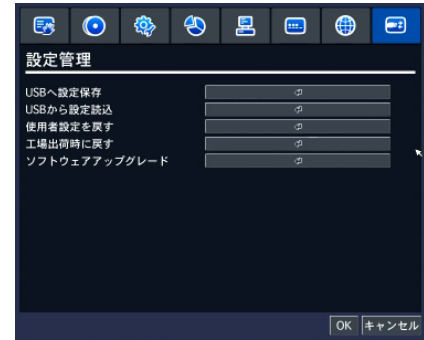 設定管理
USBへ設定保存
USBから設定読込
使用者設定を戻す
工場出荷時に戻す
ソフトウェアアップグレード
OK キャンセル